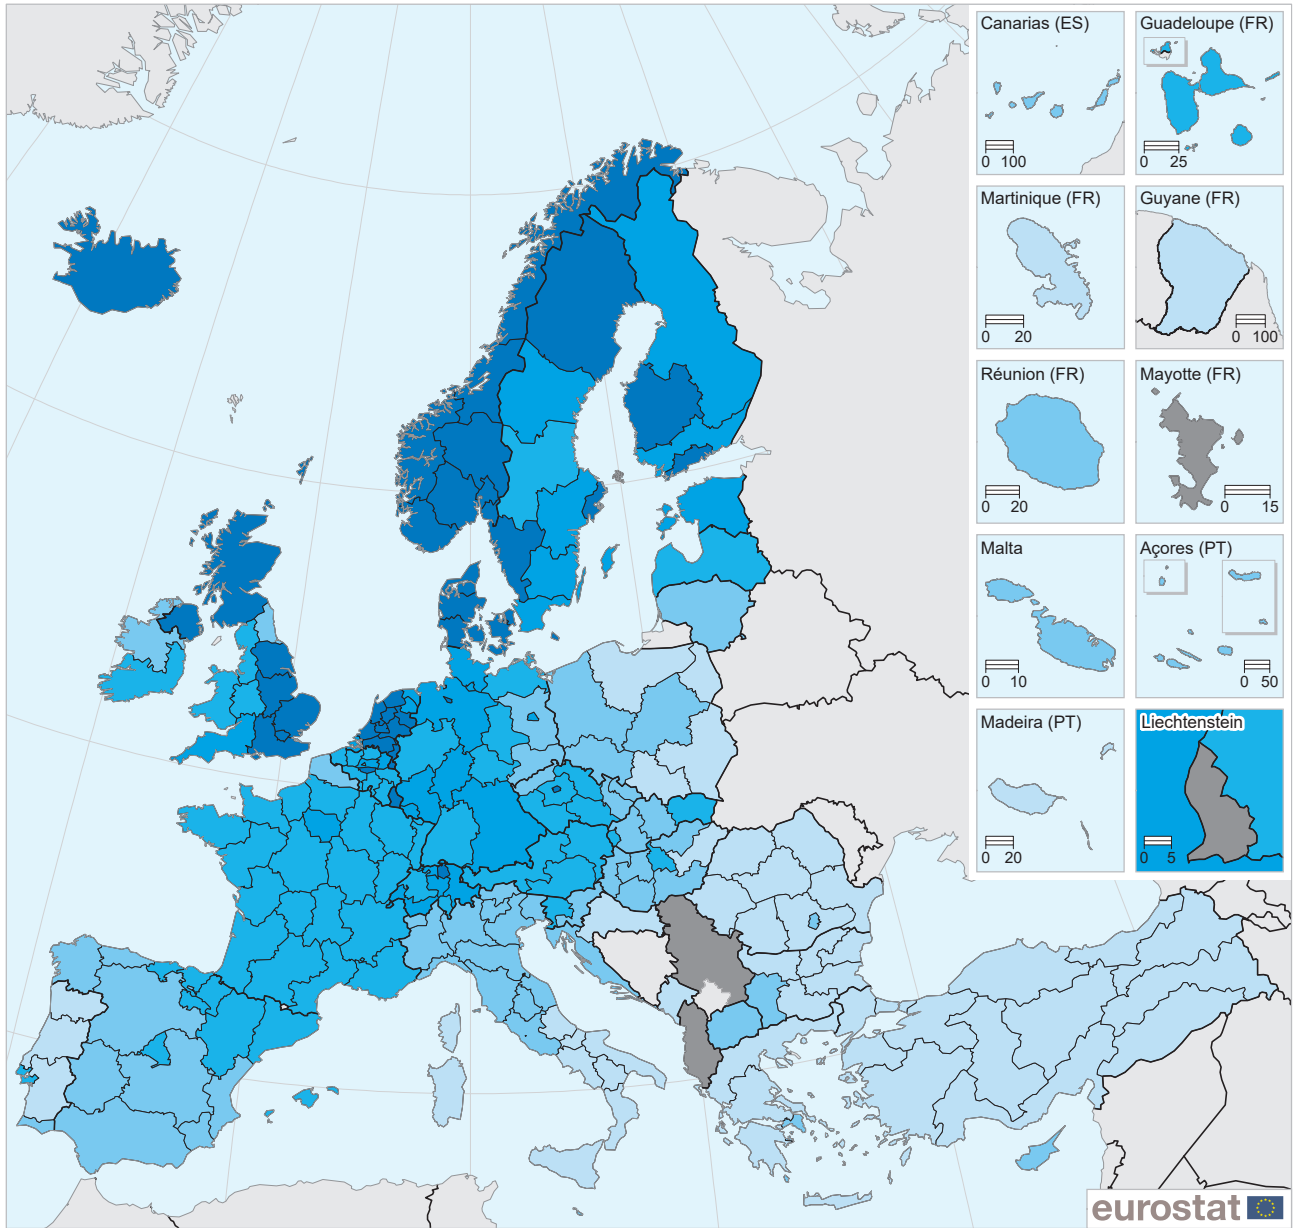 Canarias (ES)
0 100
Guadeloupe (FR)
0 25
Martinique (FR)
0 20
Guyane (FR)
0 100
Réunion (FR)
0 20
Mayotte (FR)
0 15
Malta
0 10
Açores (PT)
0 50
Madeira (PT)
0 20
Liechtenstein
0 5
eurostat